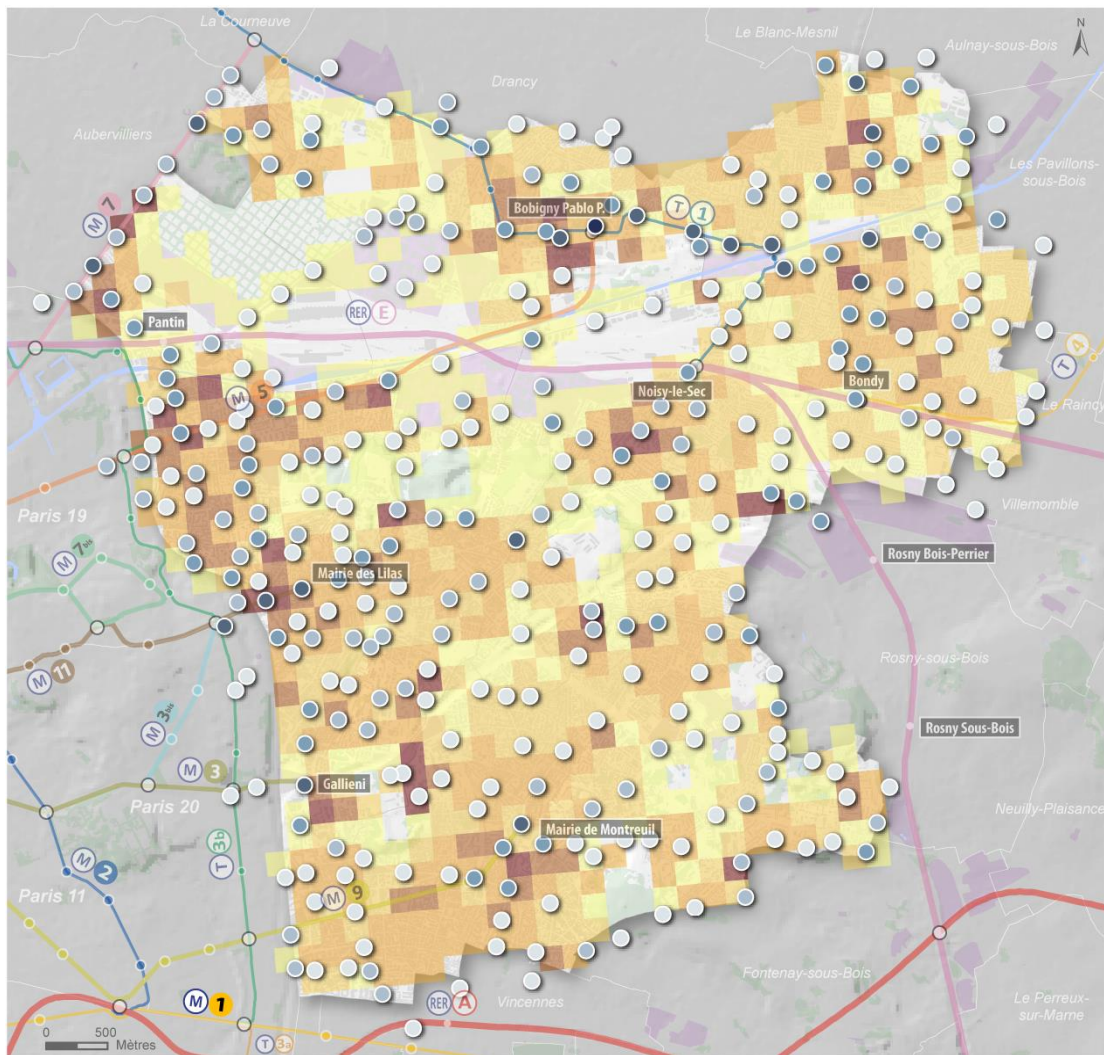 La Courneuve
Le Blanc-Mesnil
Aulnay-sous-Bois
N
Drancy
Aubervilliers
Les Pavillons-
sous-Bois
M 7
Bobigny Pablo P.
T 1
RER E
Pantin
T 4
Noisy-le-Sec
Bondy
Le Raincy
M 5
Paris 19
Villemomble
M 7bis
Rosny Bois-Perrier
Mairie des Lilas
M 11
Rosny-sous-Bois
M 3bis
Rosny Sous-Bois
M 3
Gallieni
Paris 20
Neuilly-Plaisance
Mairie de Montreuil
T 3b
M 2
Paris 11
M 9
Fontenay-sous-Bois
M 1
RER A
Vincennes
Le Perreux-
sur-Marne
0 500
Mètres
T 3a